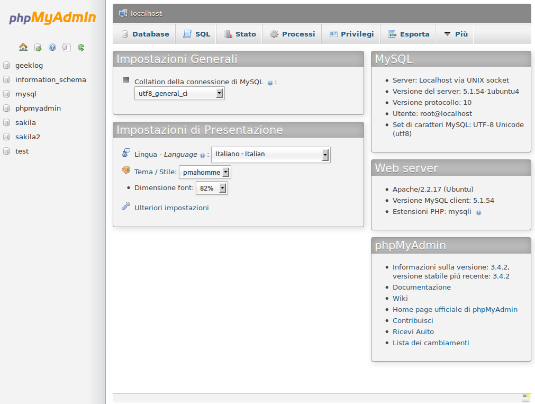 phpMyAdmin
geeklog
information_schema
mysql
phpmyadmin
sakila
sakila2
test
localhost
Database SQL Stato Processi Privilegi Esporta Più
Impostazioni Generali
Collation della connessione di MySQL :
utf8_general_ci
Impostazioni di Presentazione
Lingua - Language : Italiano - Italian
Tema / Stile: pmahomme
Dimensione font: 82%
Ulteriori impostazioni
MySQL
Server: Localhost via UNIX socket
Versione del server: 5.1.54-1ubuntu4
Versione protocollo: 10
Utente: root@localhost
Set di caratteri MySQL: UTF-8 Unicode
(utf8)
Web server
Apache/2.2.17 (Ubuntu)
Versione MySQL client: 5.1.54
Estensioni PHP: mysqli
phpMyAdmin
Informazioni sulla versione: 3.4.2,
versione stabile piú recente: 3.4.2
Documentazione
Wiki
Home page ufficiale di phpMyAdmin
Contribuisci
Ricevi Auito
Lista dei cambiamenti